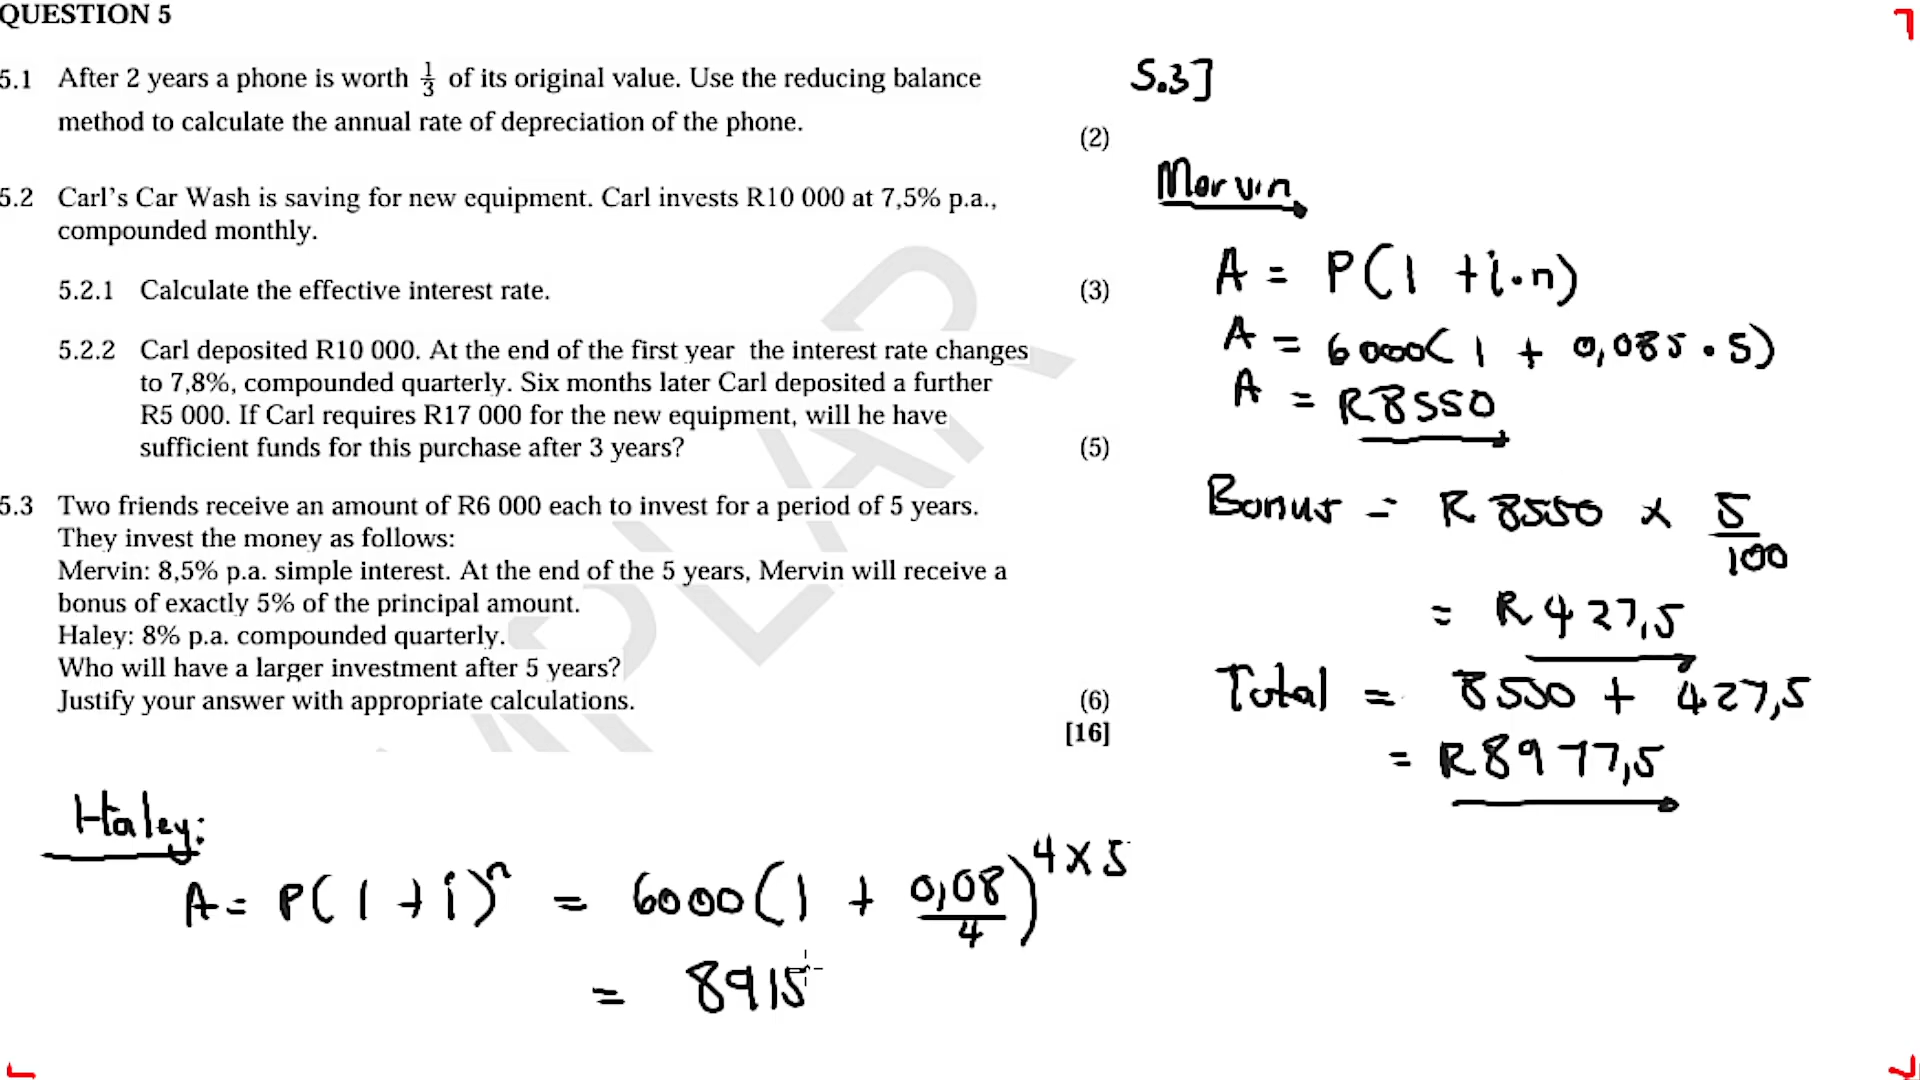 QUESTION 5
5.1 After 2 years a phone is worth 1/3 of its original value. Use the reducing balance
method to calculate the annual rate of depreciation of the phone.
(2)
5.2 Carl's Car Wash is saving for new equipment. Carl invests R10 000 at 7,5% p.a.,
compounded monthly.
5.2.1 Calculate the effective interest rate. (3)
5.2.2 Carl deposited R10 000. At the end of the first year the interest rate changes
to 7,8%, compounded quarterly. Six months later Carl deposited a further
R5 000. If Carl requires R17 000 for the new equipment, will he have
sufficient funds for this purchase after 3 years? (5)
5.3 Two friends receive an amount of R6 000 each to invest for a period of 5 years.
They invest the money as follows:
Mervin: 8,5% p.a. simple interest. At the end of the 5 years, Mervin will receive a
bonus of exactly 5% of the principal amount.
Haley: 8% p.a. compounded quarterly.
Who will have a larger investment after 5 years?
Justify your answer with appropriate calculations. (6)
[16]
5.3]
Mervin
A = P(1 + i.n)
A = 6000(1 + 0,085 . 5)
A = R8550
Bonus = R8550 x 5/100
= R427,5
Total = 8550 + 427,5
= R8977,5
Haley:
A = P(1+i)^n = 6000(1 + 0,08/4)^4x5
= 8915